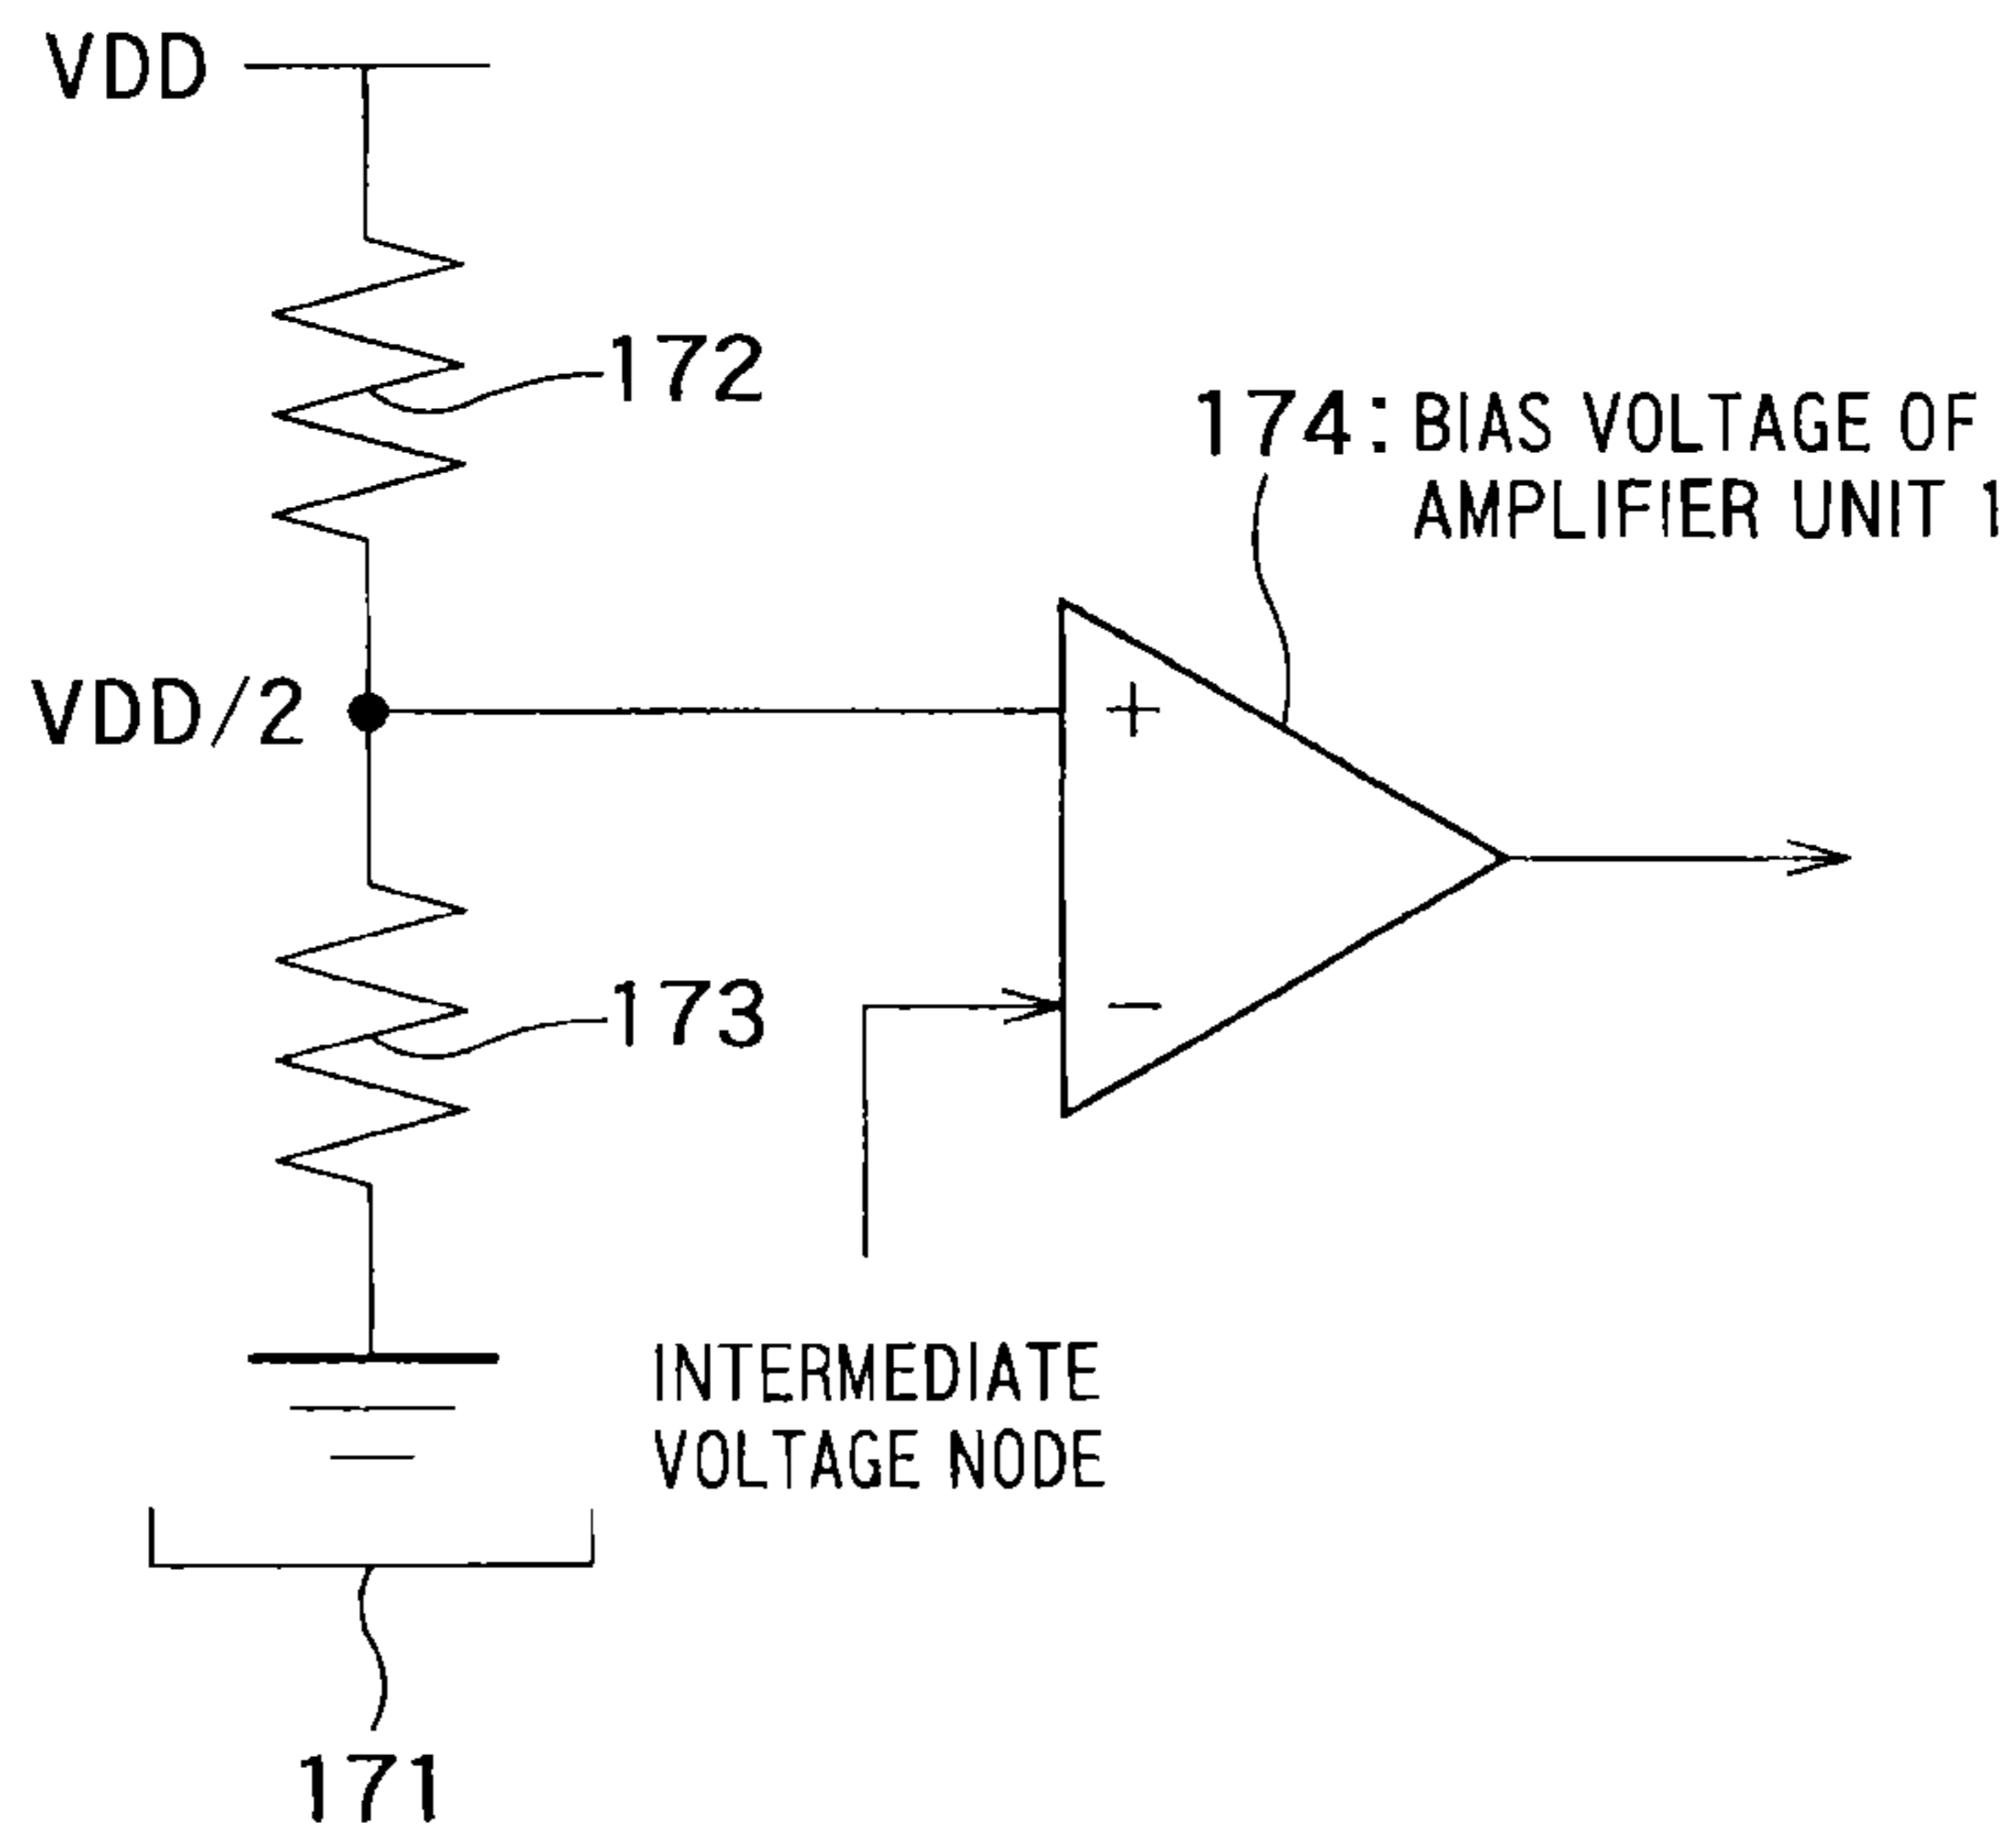 VDD
172
174: BIAS VOLTAGE OF
AMPLIFIER UNIT 1
VDD/2
+
173
−
INTERMEDIATE
VOLTAGE NODE
171